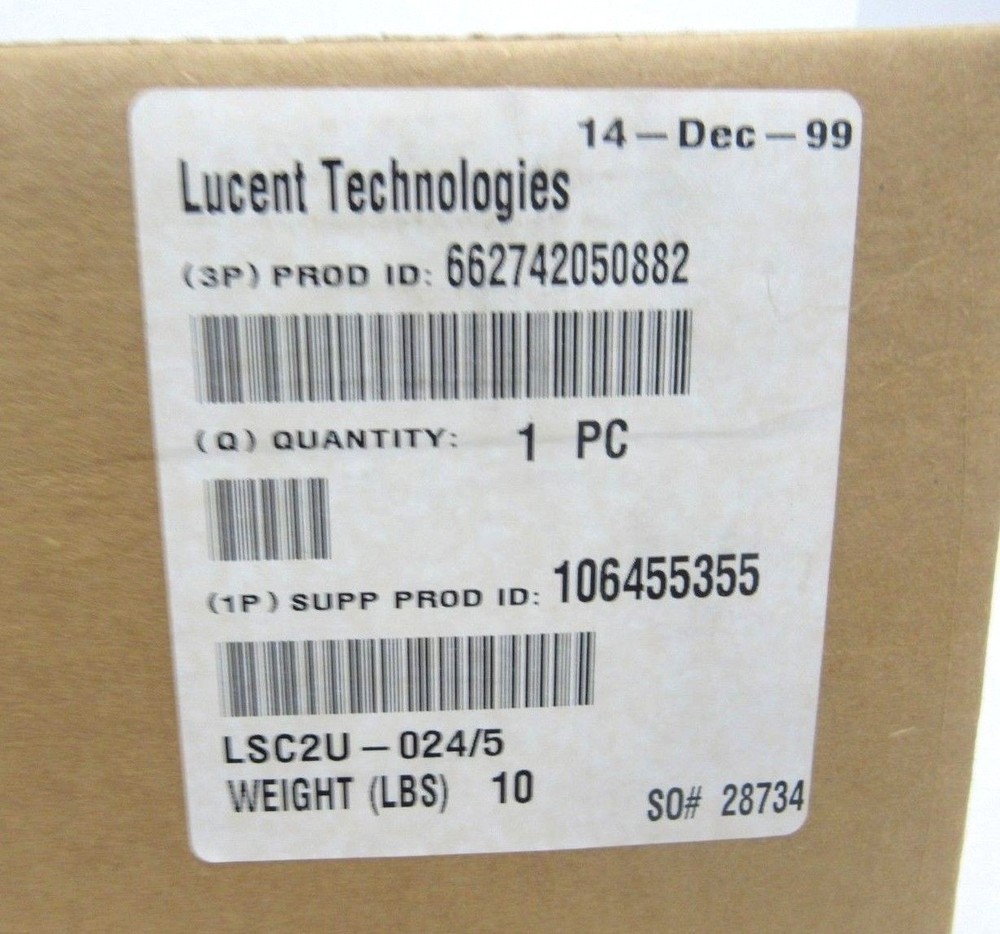 14-Dec-99
Lucent Technologies
(3P) PROD ID: 662742050882
(Q) QUANTITY: 1 PC
(1P) SUPP PROD ID: 106455355
LSC2U-024/5
WEIGHT (LBS) 10
SO# 28734